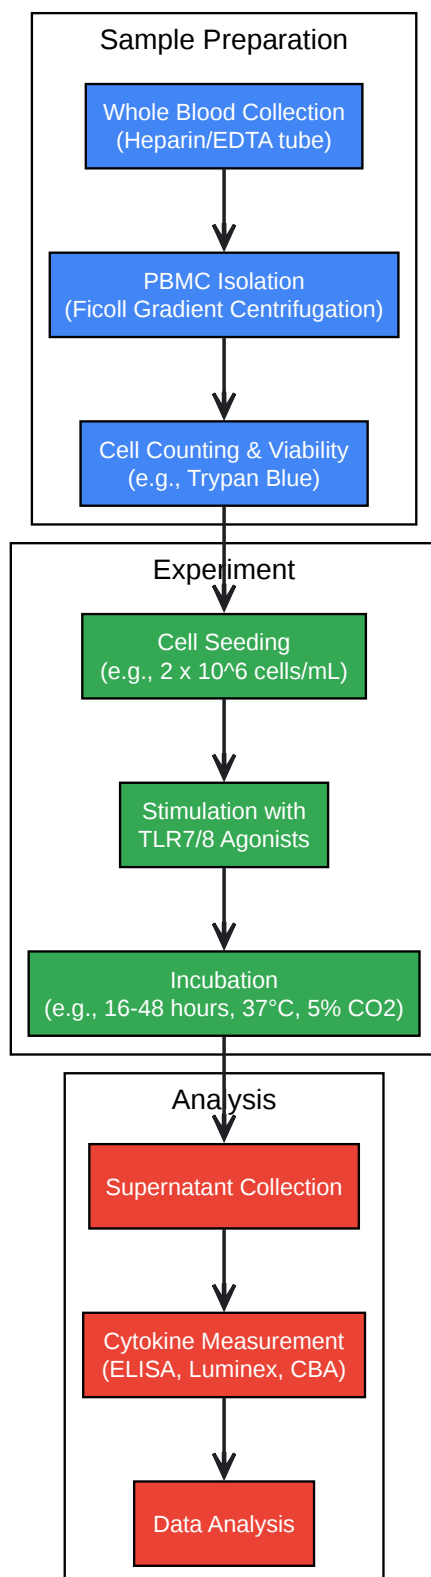 Sample Preparation
Whole Blood Collection
(Heparin/EDTA tube)
PBMC Isolation
(Ficoll Gradient Centrifugation)
Cell Counting & Viability
(e.g., Trypan Blue)
Experiment
Cell Seeding
(e.g., 2 x 10^6 cells/mL)
Stimulation with
TLR7/8 Agonists
Incubation
(e.g., 16-48 hours, 37°C, 5% CO2)
Analysis
Supernatant Collection
Cytokine Measurement
(ELISA, Luminex, CBA)
Data Analysis